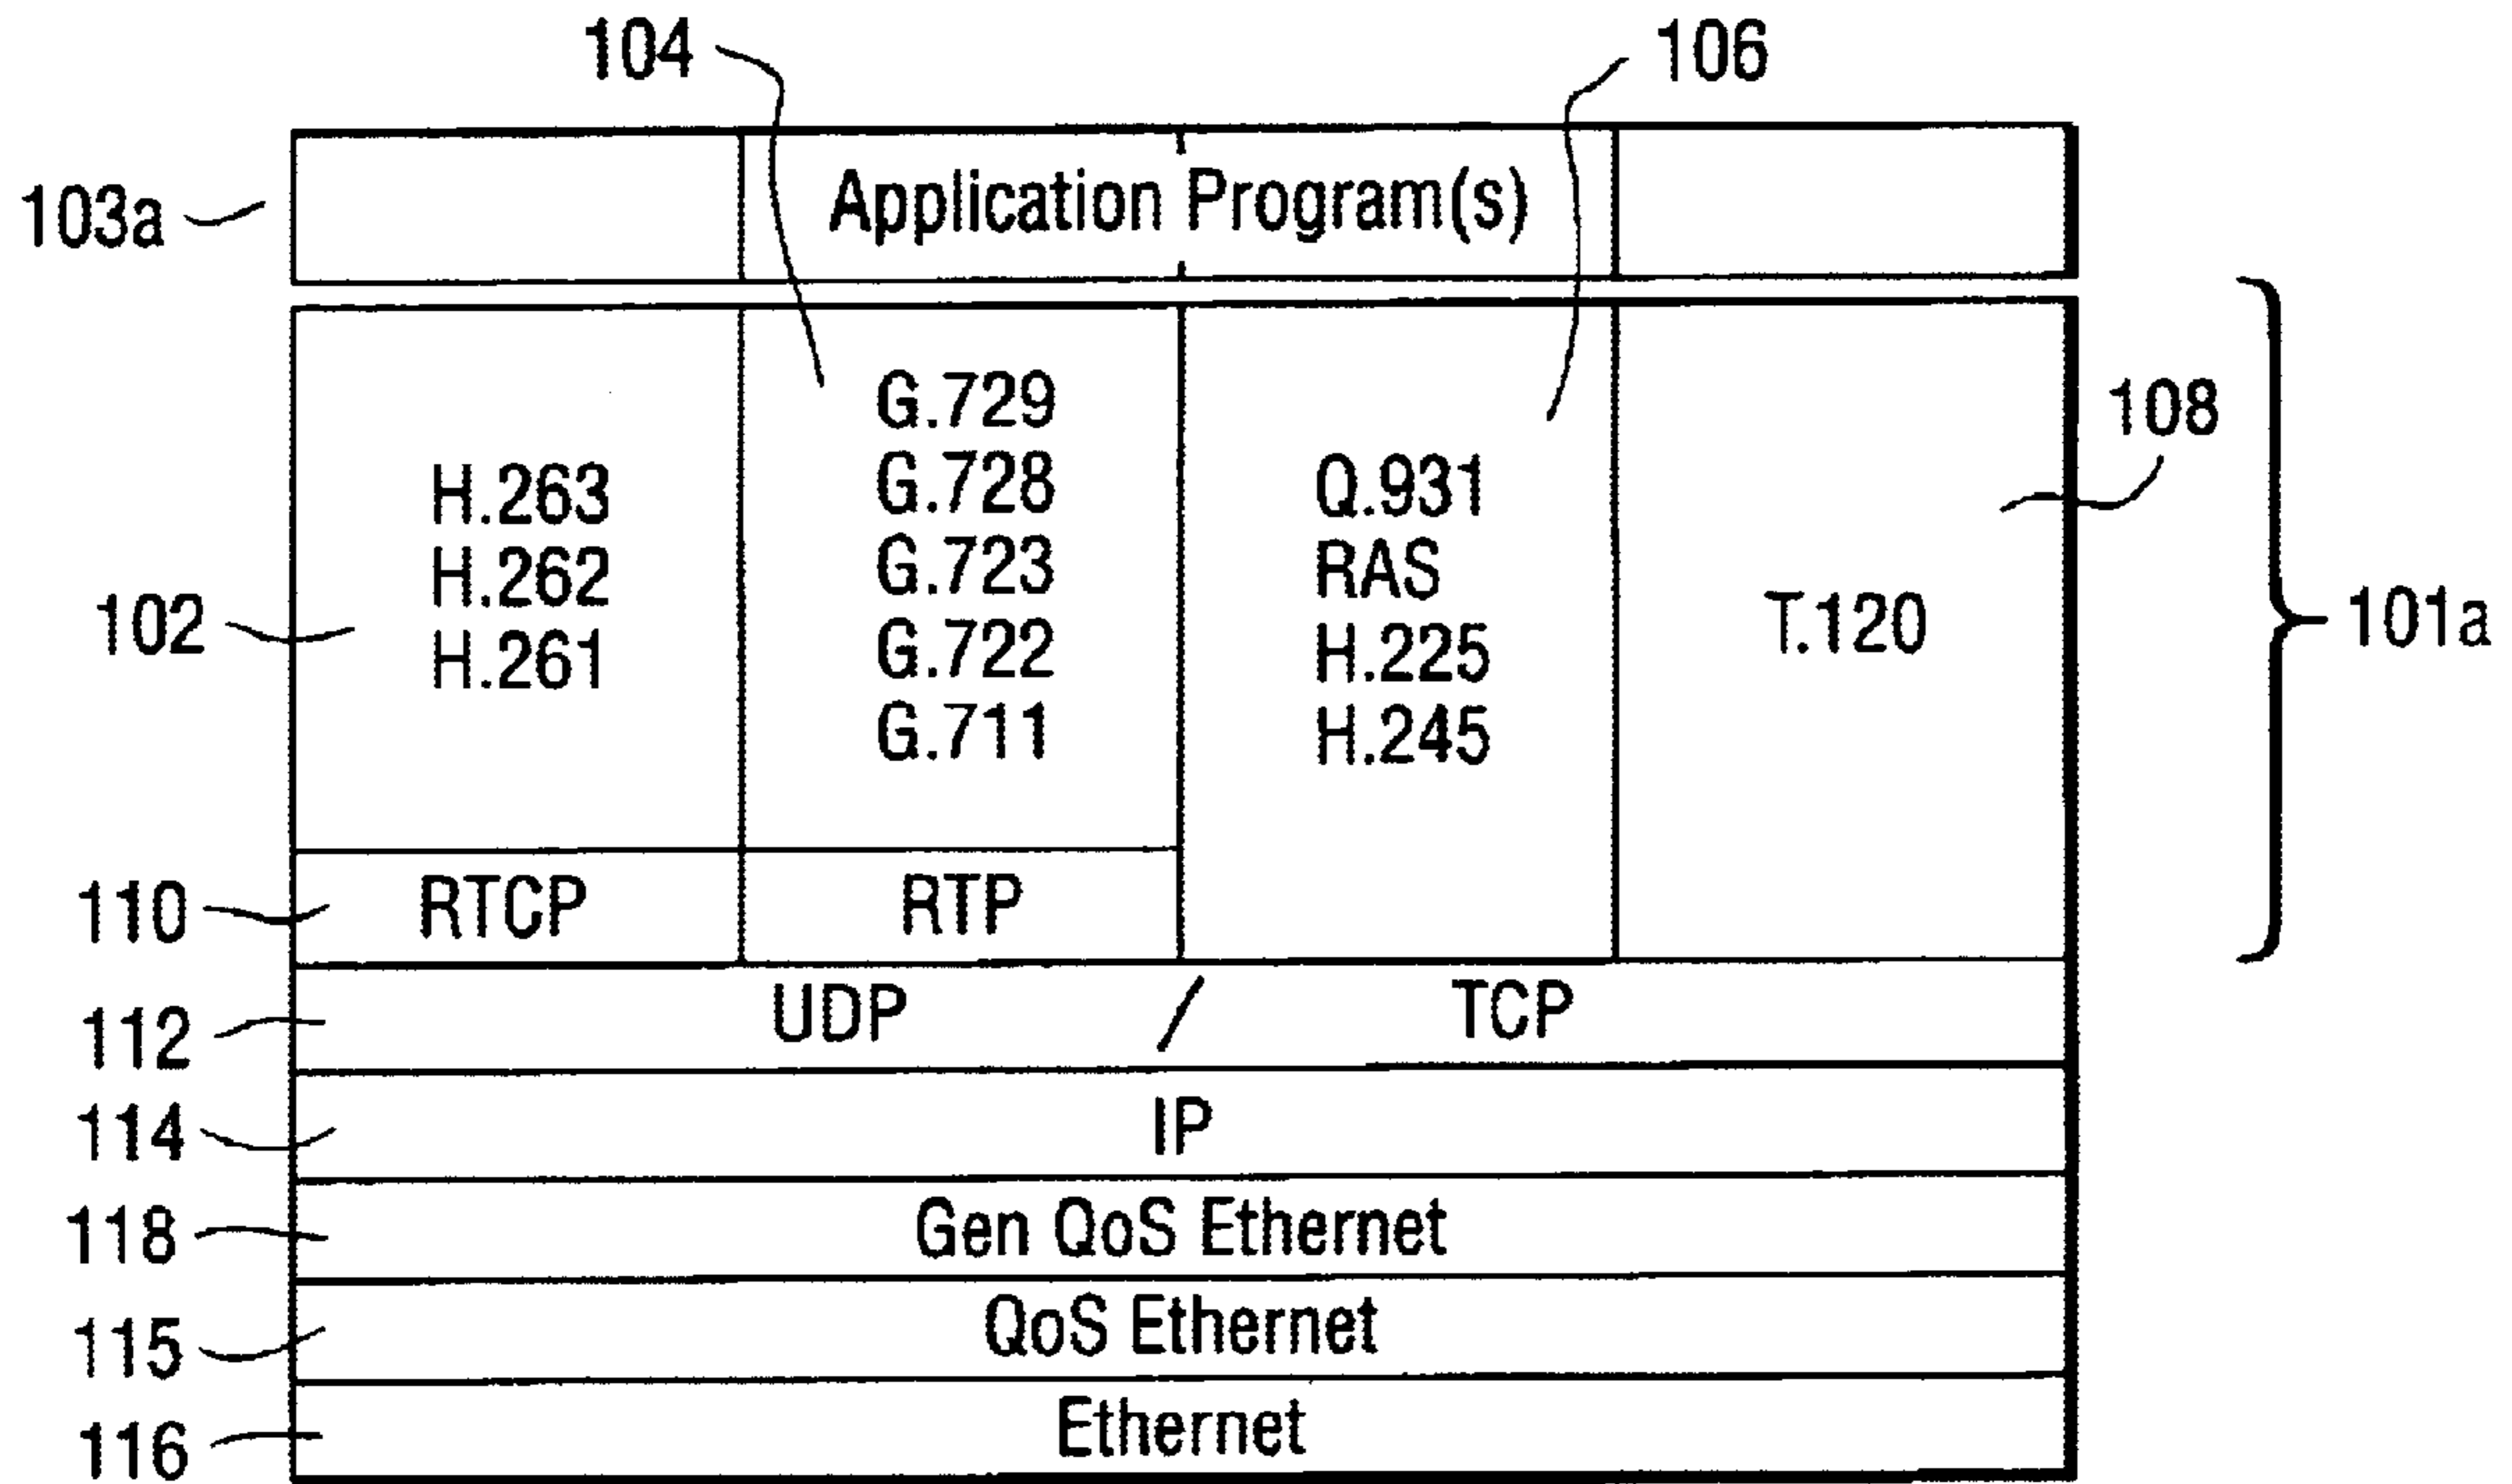 104
106
103a
Application Program(s)
102
H.263
H.262
H.261
G.729
G.728
G.723
G.722
G.711
Q.931
RAS
H.225
H.245
T.120
108
101a
110
RTCP
RTP
112
UDP / TCP
114
IP
118
Gen QoS Ethernet
115
QoS Ethernet
116
Ethernet